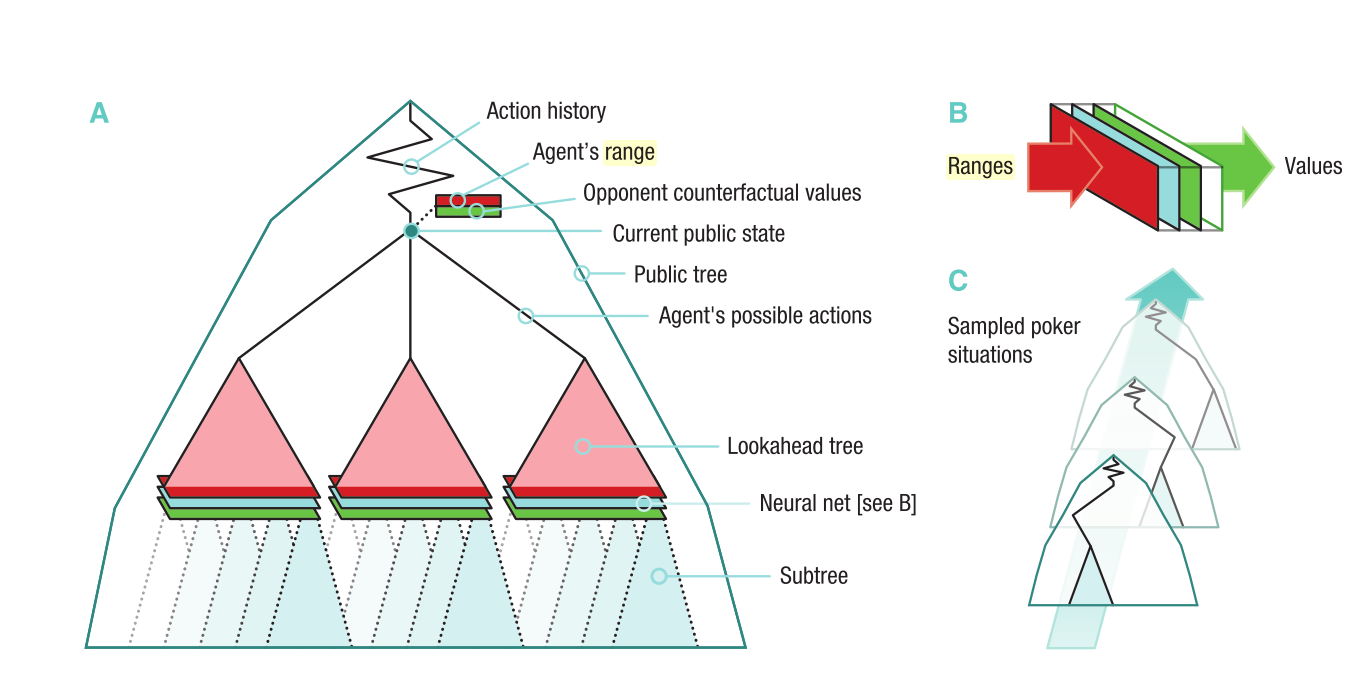 A
Action history
Agent’s range
Opponent counterfactual values
Current public state
Public tree
Agent's possible actions
Lookahead tree
Neural net [see B]
Subtree
B
Ranges
Values
C
Sampled poker
situations